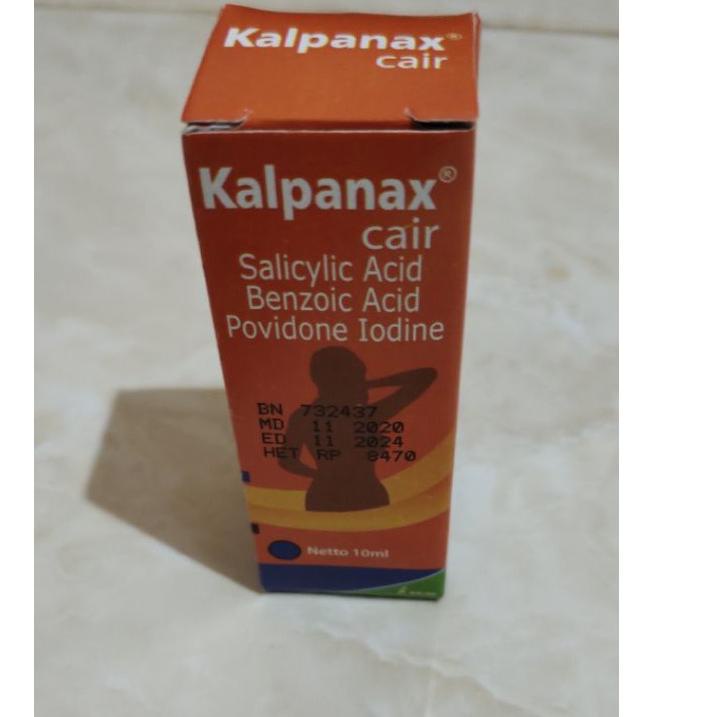 Kalpanax®
cair
Kalpanax®
cair
Salicylic Acid
Benzoic Acid
Povidone Iodine
BN 732437
MD 11 2020
ED 11 2024
HET RP 8470
Netto 10ml